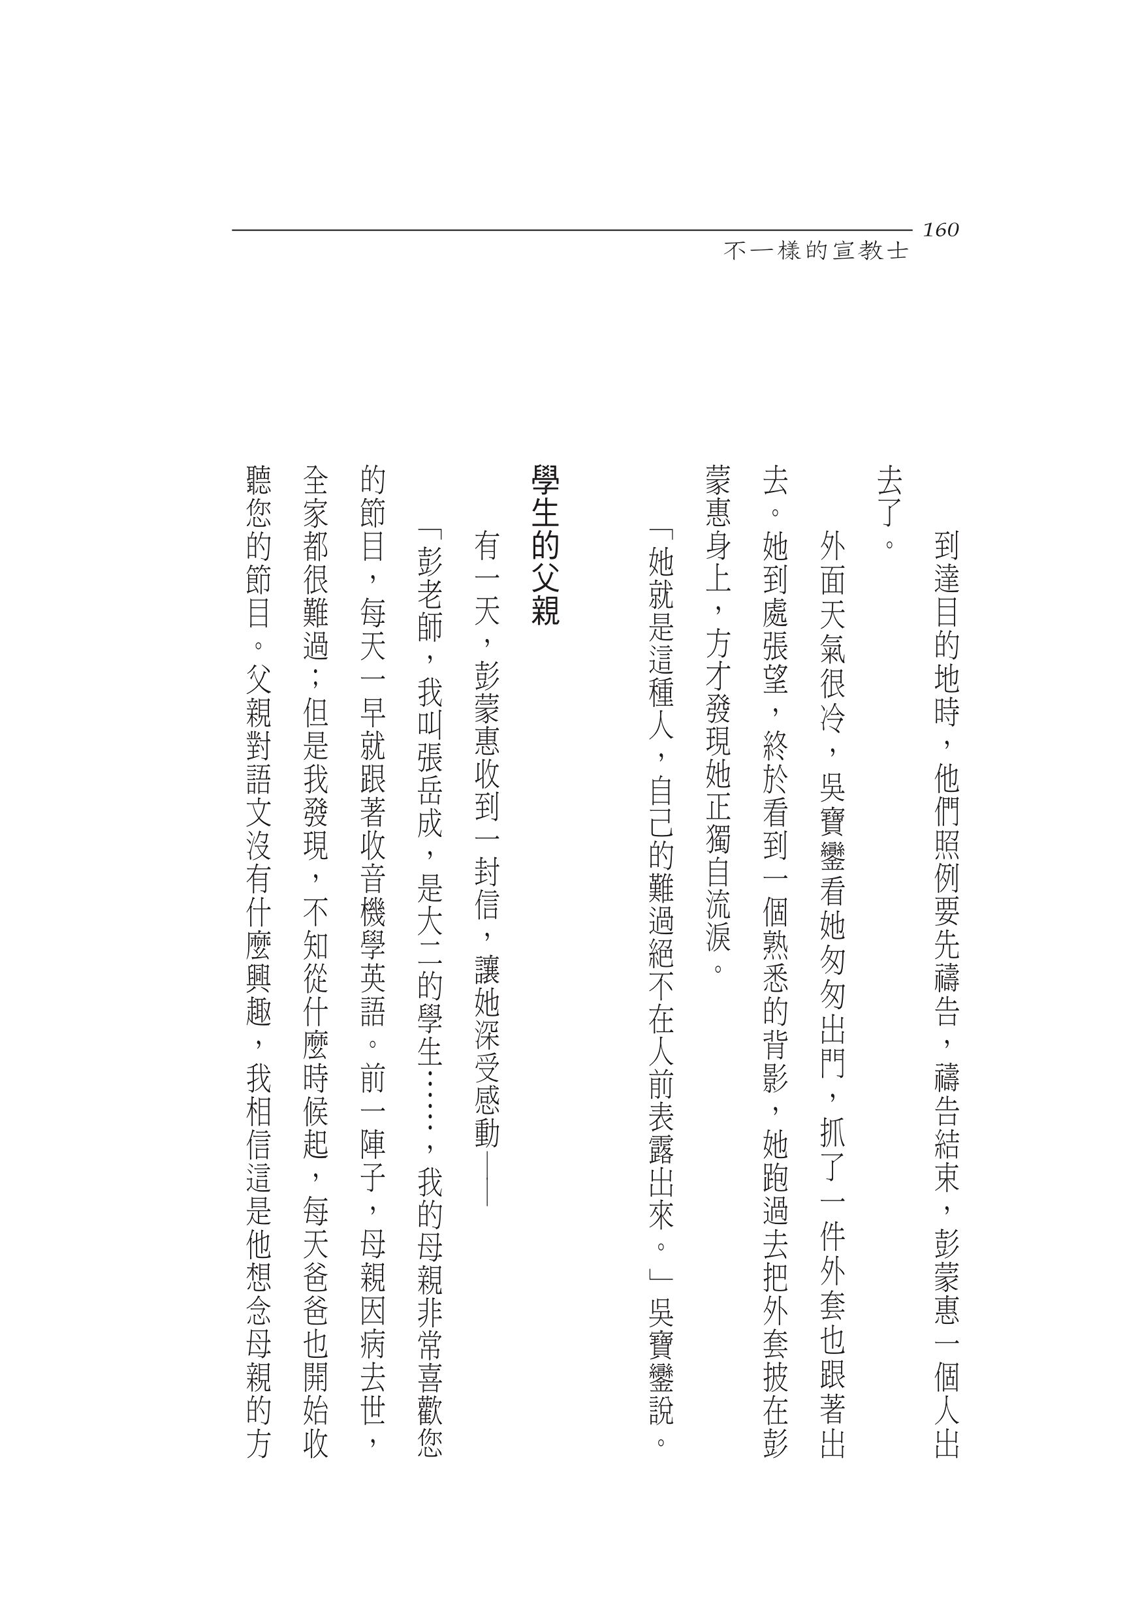 160
不一樣的宣教士
到達目的地時，他們照例要先禱告，禱告結束，彭蒙惠一個人出
去了。
外面天氣很冷，吳寶鑾看她匆匆出門，抓了一件外套也跟著出
去。她到處張望，終於看到一個熟悉的背影，她跑過去把外套披在彭
蒙惠身上，方才發現她正獨自流淚。
「她就是這種人，自己的難過絕不在人前表露出來。」吳寶鑾說。
學生的父親
有一天，彭蒙惠收到一封信，讓她深受感動——
「彭老師，我叫張岳成，是大二的學生……，我的母親非常喜歡您
的節目，每天一早就跟著收音機學英語。前一陣子，母親因病去世，
全家都很難過；但是我發現，不知從什麼時候起，每天爸爸也開始收
聽您的節目。父親對語文沒有什麼興趣，我相信這是他想念母親的方